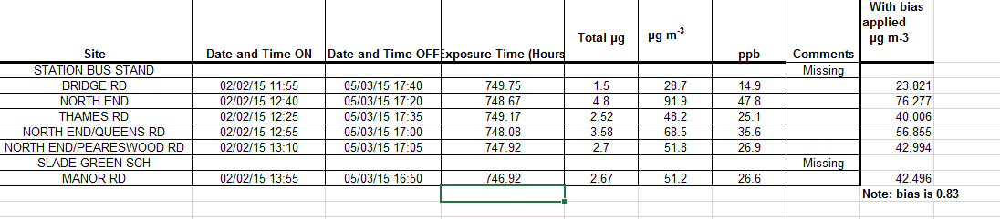 With bias
applied
µg m-3
Total µg µg m-3
Site Date and Time ON Date and Time OFF Exposure Time (Hours ppb Comments
STATION BUS STAND Missing
BRIDGE RD 02/02/15 11:55 05/03/15 17:40 749.75 1.5 28.7 14.9 23.821
NORTH END 02/02/15 12:40 05/03/15 17:20 748.67 4.8 91.9 47.8 76.277
THAMES RD 02/02/15 12:25 05/03/15 17:35 749.17 2.52 48.2 25.1 40.006
NORTH END/QUEENS RD 02/02/15 12:55 05/03/15 17:00 748.08 3.58 68.5 35.6 56.855
NORTH END/PEARESWOOD RD 02/02/15 13:10 05/03/15 17:05 747.92 2.7 51.8 26.9 42.994
SLADE GREEN SCH Missing
MANOR RD 02/02/15 13:55 05/03/15 16:50 746.92 2.67 51.2 26.6 42.496
Note: bias is 0.83